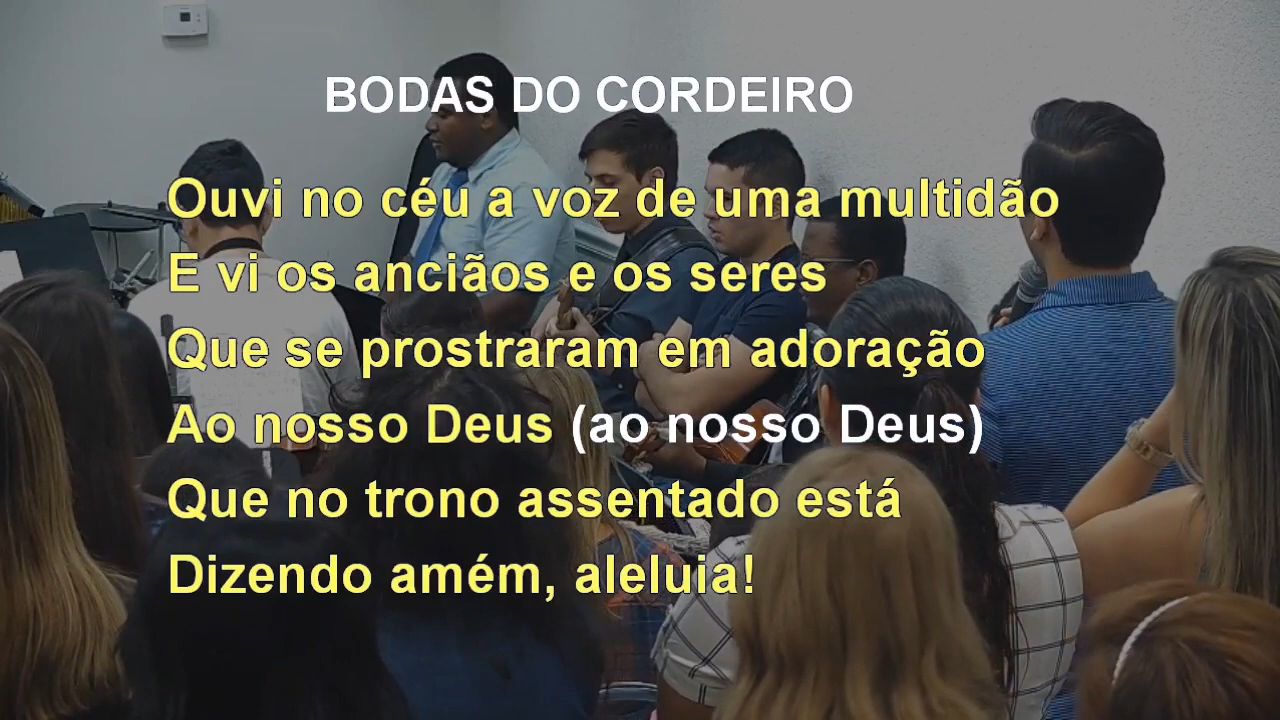 BODAS DO CORDEIRO
Ouvi no céu a voz de uma multidão
E vi os anciãos e os seres
Que se prostraram em adoração
Ao nosso Deus (ao nosso Deus)
Que no trono assentado está
Dizendo amém, aleluia!